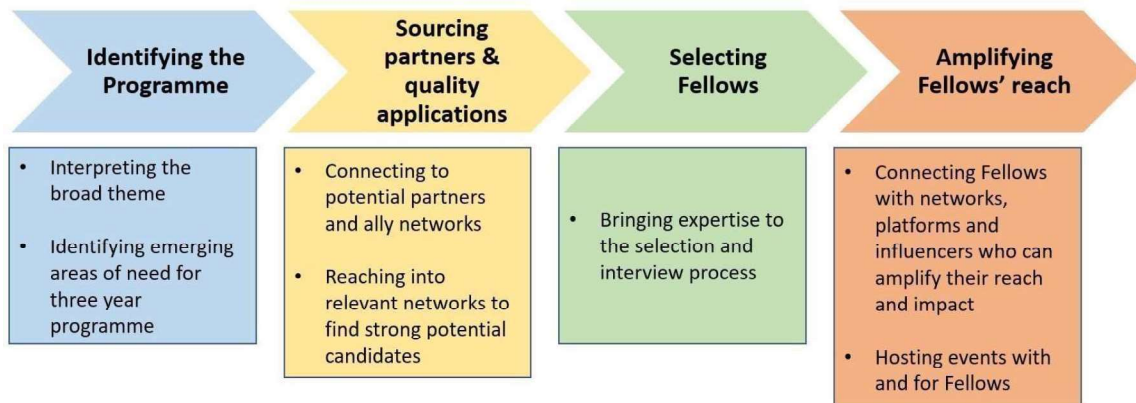 Identifying the
Programme
Sourcing
partners &
quality
applications
Selecting
Fellows
Amplifying
Fellows' reach
• Interpreting the
broad theme
• Identifying emerging
areas of need for
three year
programme
• Connecting to
potential partners
and ally networks
• Reaching into
relevant networks to
find strong potential
candidates
• Bringing expertise to
the selection and
interview process
• Connecting Fellows
with networks,
platforms and
influencers who can
amplify their reach
and impact
• Hosting events with
and for Fellows